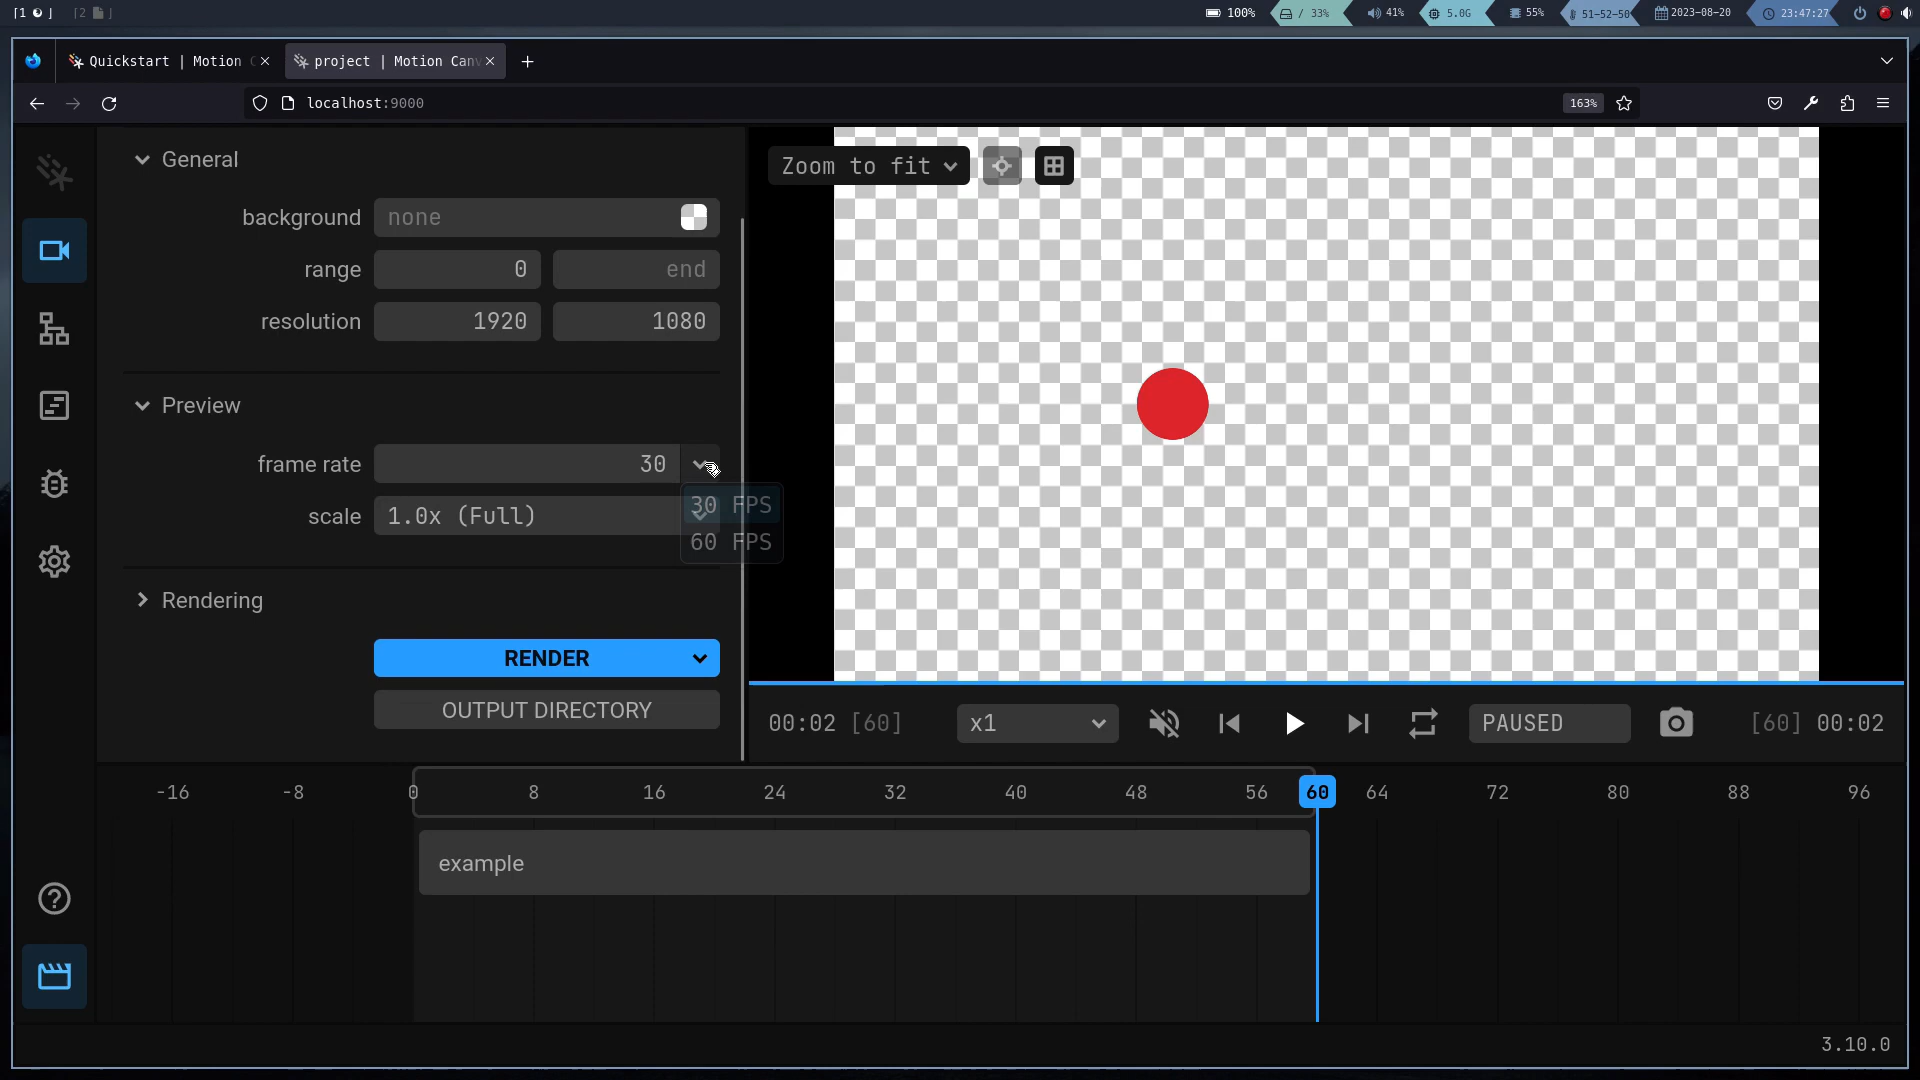 [1 ] [2 ] 100% / 33% 41% 5.0G 55% 51-52-50 2023-08-20 23:47:27
Quickstart | Motion project | Motion Can
localhost:9000 163%
General
background none
range 0 end
resolution 1920 1080
Preview
frame rate 30
30 FPS
scale 1.0x (Full)
60 FPS
Rendering
RENDER
OUTPUT DIRECTORY
Zoom to fit
00:02 [60] x1 PAUSED [60] 00:02
-16 -8 0 8 16 24 32 40 48 56 60 64 72 80 88 96
example
3.10.0